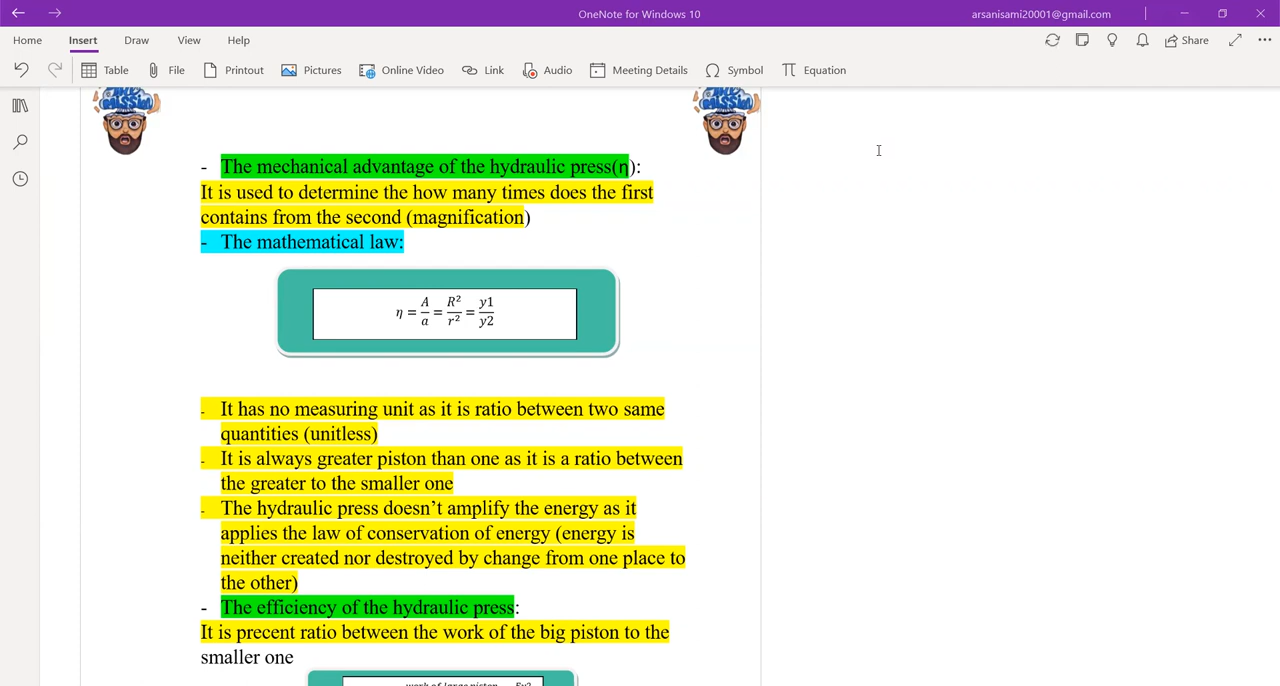 OneNote for Windows 10
arsanisami20001@gmail.com
Home
Insert
Draw
View
Help
Share
Table
File
Printout
Pictures
Online Video
Link
Audio
Meeting Details
Symbol
Equation
- The mechanical advantage of the hydraulic press(η):
It is used to determine the how many times does the first
contains from the second (magnification)
- The mathematical law:
η = A/a = R²/r² = y1/y2
- It has no measuring unit as it is ratio between two same
quantities (unitless)
- It is always greater piston than one as it is a ratio between
the greater to the smaller one
- The hydraulic press doesn’t amplify the energy as it
applies the law of conservation of energy (energy is
neither created nor destroyed by change from one place to
the other)
- The efficiency of the hydraulic press:
It is precent ratio between the work of the big piston to the
smaller one
work of large piston